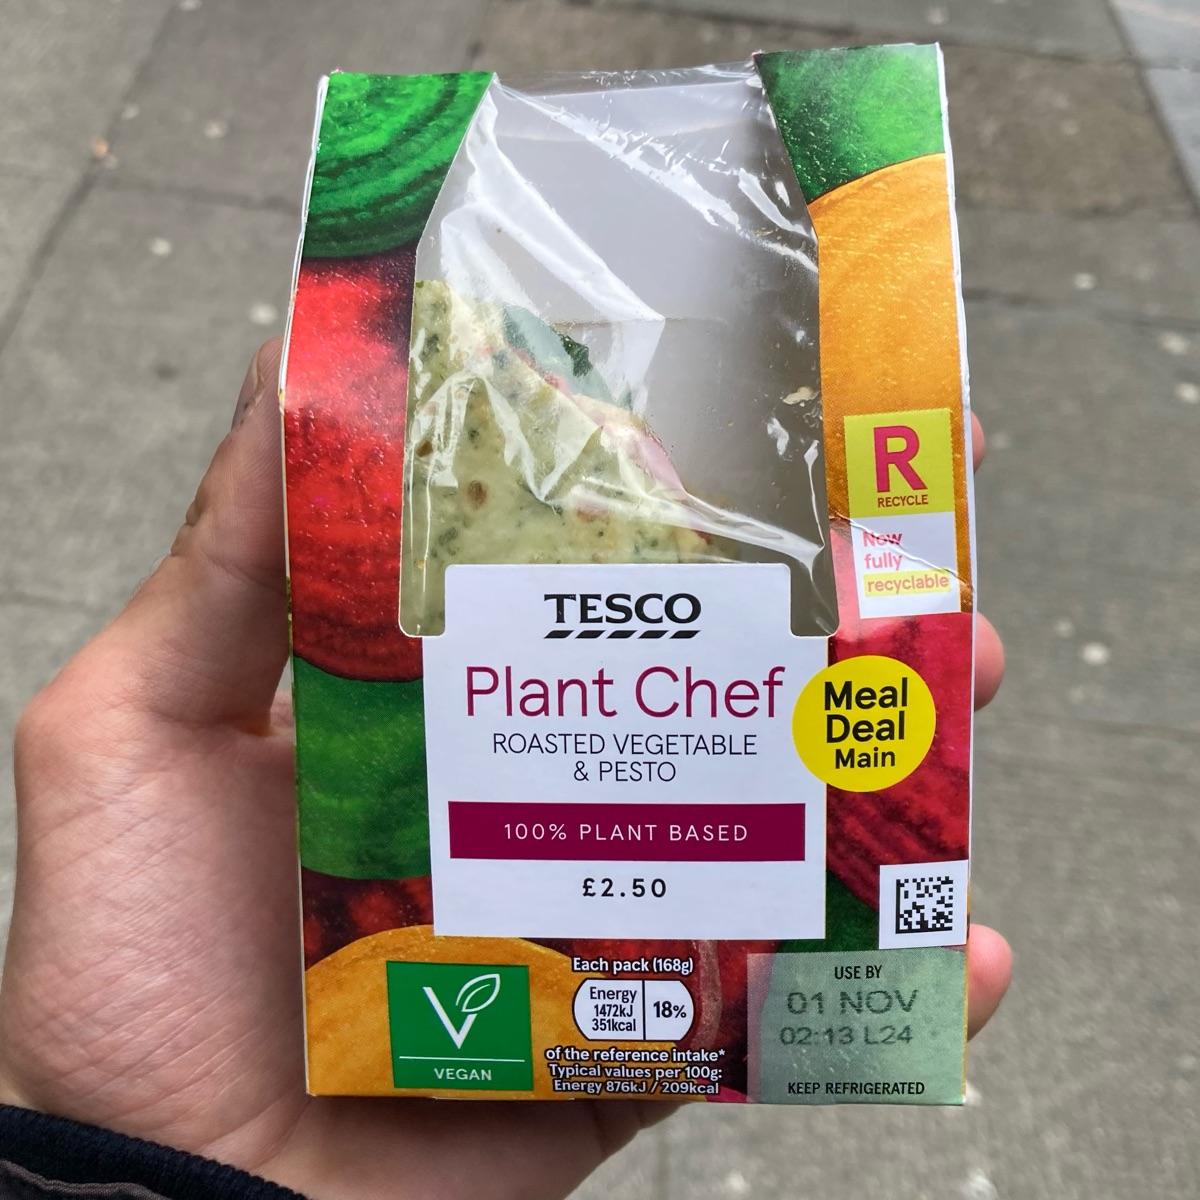 R
RECYCLE
Now
fully
recyclable
TESCO
Plant Chef
ROASTED VEGETABLE
& PESTO
Meal
Deal
Main
100% PLANT BASED
£2.50
V
VEGAN
Each pack (168g)
Energy
1472kJ
351kcal
18%
of the reference intake*
Typical values per 100g:
Energy 876kJ / 209kcal
USE BY
01 NOV
02:13 L24
KEEP REFRIGERATED